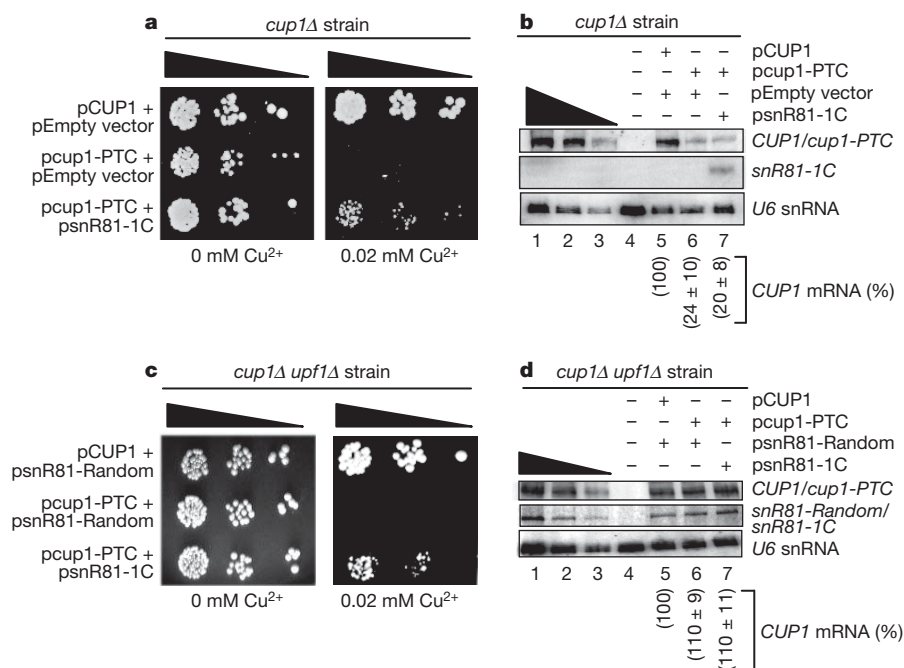 a
cup1Δ strain
pCUP1 +
pEmpty vector
pcup1-PTC +
pEmpty vector
pcup1-PTC +
psnR81-1C
0 mM Cu²⁺
0.02 mM Cu²⁺
b
cup1Δ strain
– + – – pCUP1
– – + + pcup1-PTC
– + + – pEmpty vector
– – – + psnR81-1C
CUP1/cup1-PTC
snR81-1C
U6 snRNA
1 2 3 4 5 6 7
(100)
(24 ± 10)
(20 ± 8)
CUP1 mRNA (%)
c
cup1Δ upf1Δ strain
pCUP1 +
psnR81-Random
pcup1-PTC +
psnR81-Random
pcup1-PTC +
psnR81-1C
0 mM Cu²⁺
0.02 mM Cu²⁺
d
cup1Δ upf1Δ strain
– + – – pCUP1
– – + + pcup1-PTC
– + + – psnR81-Random
– – – + psnR81-1C
CUP1/cup1-PTC
snR81-Random/
snR81-1C
U6 snRNA
1 2 3 4 5 6 7
(100)
(110 ± 9)
(110 ± 11)
CUP1 mRNA (%)